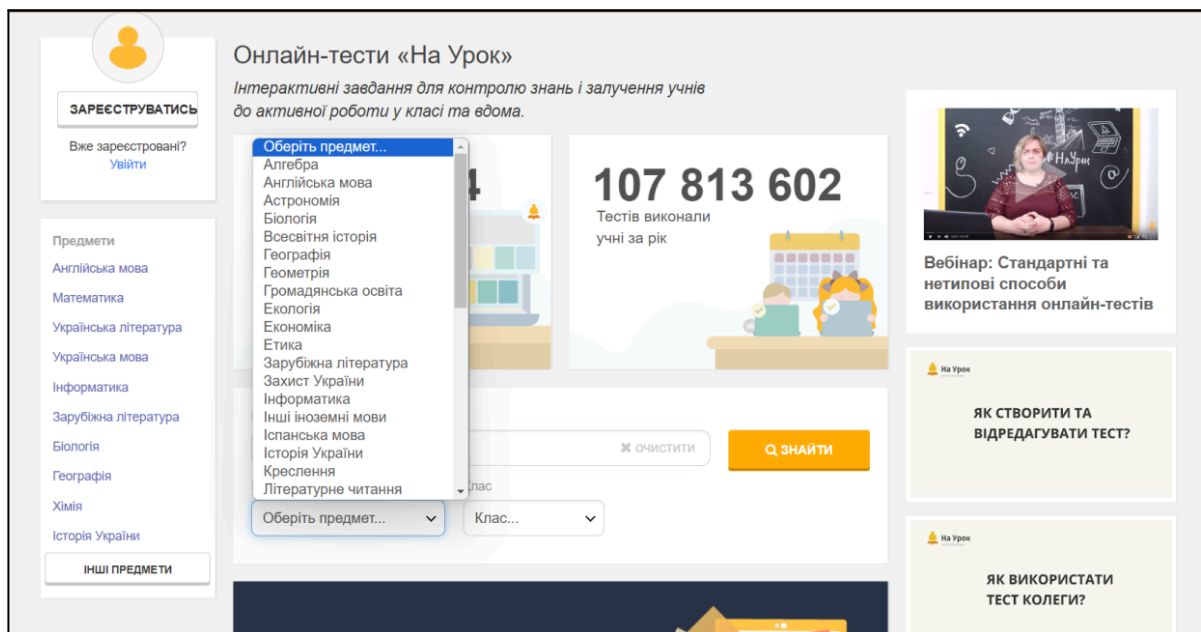 ЗАРЕЄСТРУВАТИСЬ
Вже зареєстровані?
Увійти
Предмети
Англійська мова
Математика
Українська література
Українська мова
Інформатика
Зарубіжна література
Біологія
Географія
Хімія
Історія України
ІНШІ ПРЕДМЕТИ
Онлайн-тести «На Урок»
Інтерактивні завдання для контролю знань і залучення учнів
до активної роботи у класі та вдома.
Оберіть предмет...
Алгебра
Англійська мова
Астрономія
Біологія
Всесвітня історія
Географія
Геометрія
Громадянська освіта
Екологія
Економіка
Етика
Зарубіжна література
Захист України
Інформатика
Інші іноземні мови
Іспанська мова
Історія України
Креслення
Літературне читання
107 813 602
Тестів виконали
учні за рік
ОЧИСТИТИ
ЗНАЙТИ
Клас
Оберіть предмет...
Клас...
#НаУрок
Вебінар: Стандартні та
нетипові способи
використання онлайн-тестів
На Урок
ЯК СТВОРИТИ ТА
ВІДРЕДАГУВАТИ ТЕСТ?
На Урок
ЯК ВИКОРИСТАТИ
ТЕСТ КОЛЕГИ?